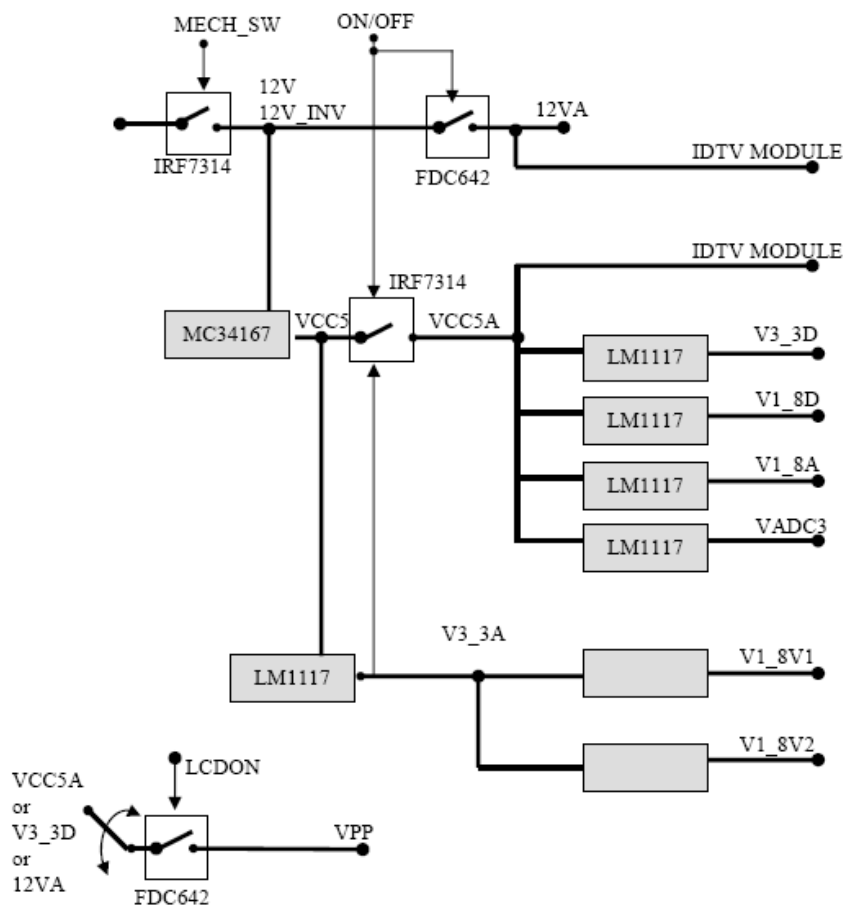 MECH_SW
ON/OFF
12V
12V_INV
12VA
IRF7314
FDC642
IDTV MODULE
IDTV MODULE
IRF7314
MC34167
VCC5
VCC5A
LM1117
V3_3D
LM1117
V1_8D
LM1117
V1_8A
LM1117
VADC3
V3_3A
LM1117
V1_8V1
V1_8V2
LCDON
VCC5A
or
V3_3D
or
12VA
VPP
FDC642